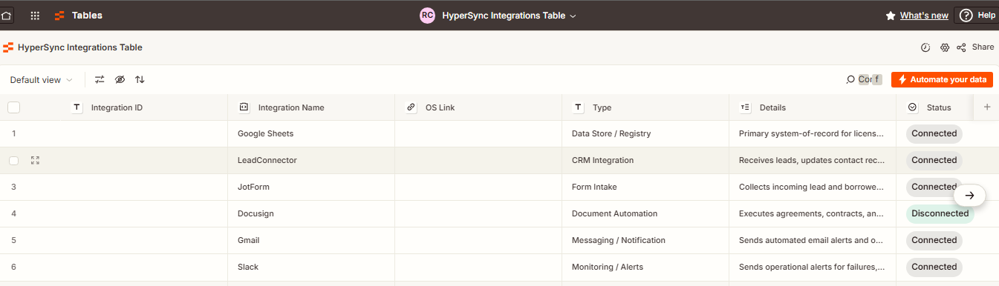 Tables
RC HyperSync Integrations Table
What's new
Help
HyperSync Integrations Table
Share
Default view
Automate your data
Integration ID Integration Name OS Link Type Details Status
1 Google Sheets Data Store / Registry Primary system-of-record for licens... Connected
LeadConnector CRM Integration Receives leads, updates contact rec... Connected
3 JotForm Form Intake Collects incoming lead and borrowe... Connected
4 Docusign Document Automation Executes agreements, contracts, an... Disconnected
5 Gmail Messaging / Notification Sends automated email alerts and o... Connected
6 Slack Monitoring / Alerts Sends operational alerts for failures,... Connected